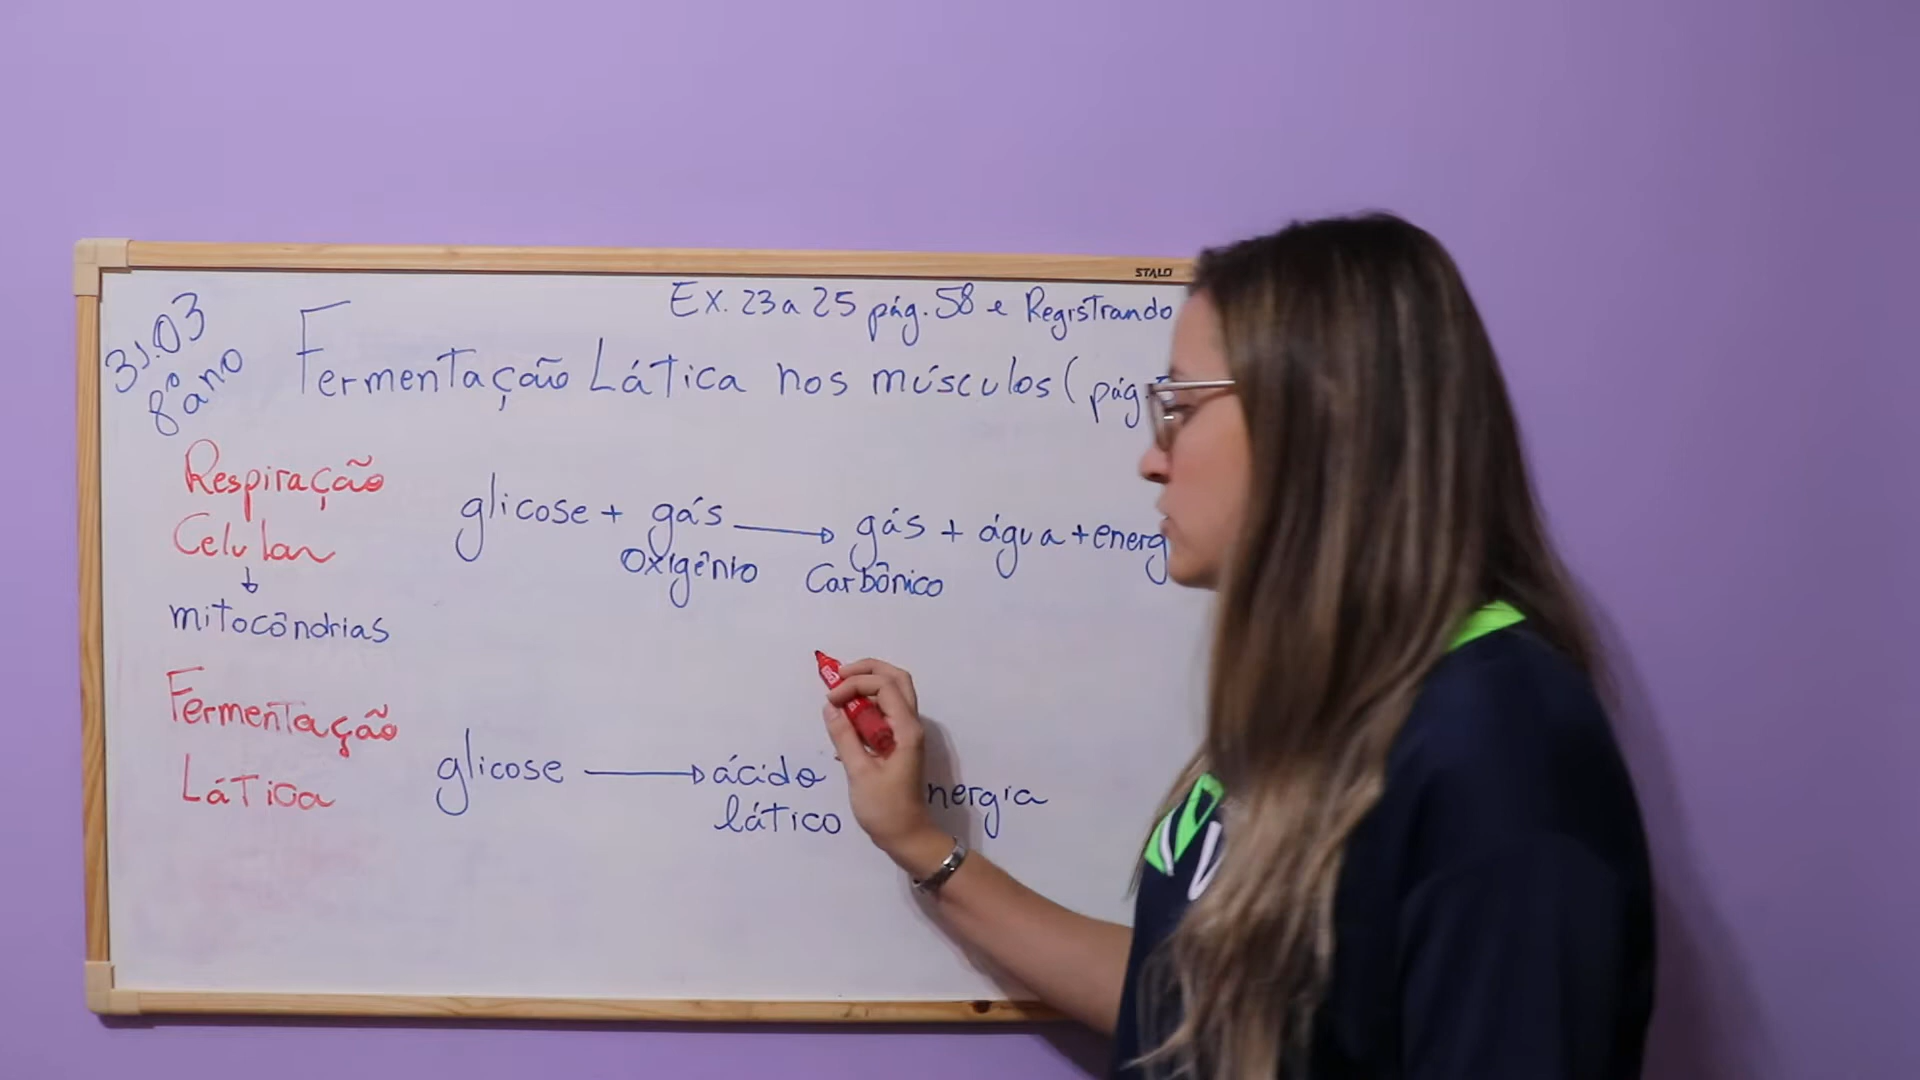 STALO
31.03
8º ano
Ex. 23 a 25 pág. 58 e Registrando
Fermentação Lática nos músculos (pág.
Respiração
Celular
mitocôndrias
glicose + gás → gás + água + energ
Oxigênio Carbônico
Fermentação
Lática
glicose → ácido nergia
lático